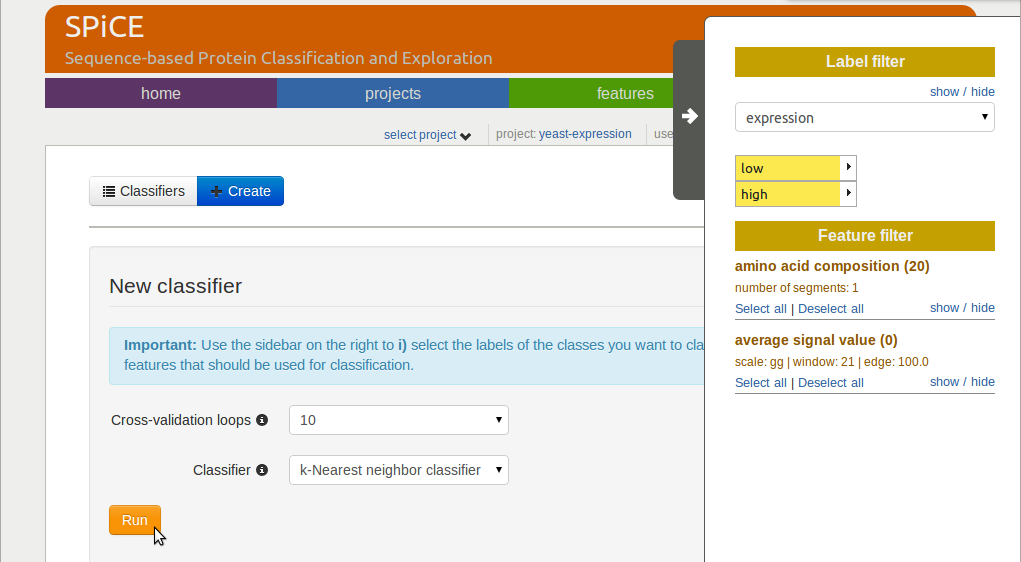 SPiCE
Sequence-based Protein Classification and Exploration
home
projects
features
select project
project: yeast-expression
use
Classifiers
Create
New classifier
Important: Use the sidebar on the right to i) select the labels of the classes you want to cla
features that should be used for classification.
Cross-validation loops
10
Classifier
k-Nearest neighbor classifier
Run
Label filter
show / hide
expression
low
high
Feature filter
amino acid composition (20)
number of segments: 1
Select all | Deselect all
show / hide
average signal value (0)
scale: gg | window: 21 | edge: 100.0
Select all | Deselect all
show / hide